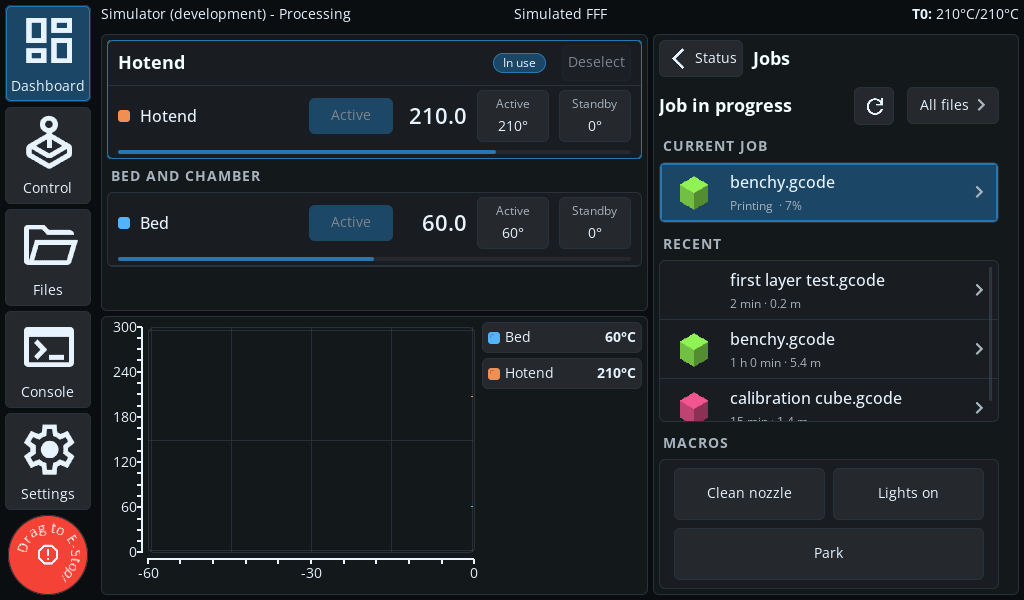 Simulator (development) - Processing
Simulated FFF
T0: 210°C/210°C
Dashboard
Control
Files
Console
Settings
Drag to E-Stop!
Hotend
In use
Deselect
Hotend
Active
210.0
Active
210°
Standby
0°
BED AND CHAMBER
Bed
Active
60.0
Active
60°
Standby
0°
300
240
180
120
60
0
-60
-30
0
Bed
60°C
Hotend
210°C
Status
Jobs
Job in progress
All files
CURRENT JOB
benchy.gcode
Printing · 7%
RECENT
first layer test.gcode
2 min · 0.2 m
benchy.gcode
1 h 0 min · 5.4 m
calibration cube.gcode
15 min · 1.4 m
MACROS
Clean nozzle
Lights on
Park